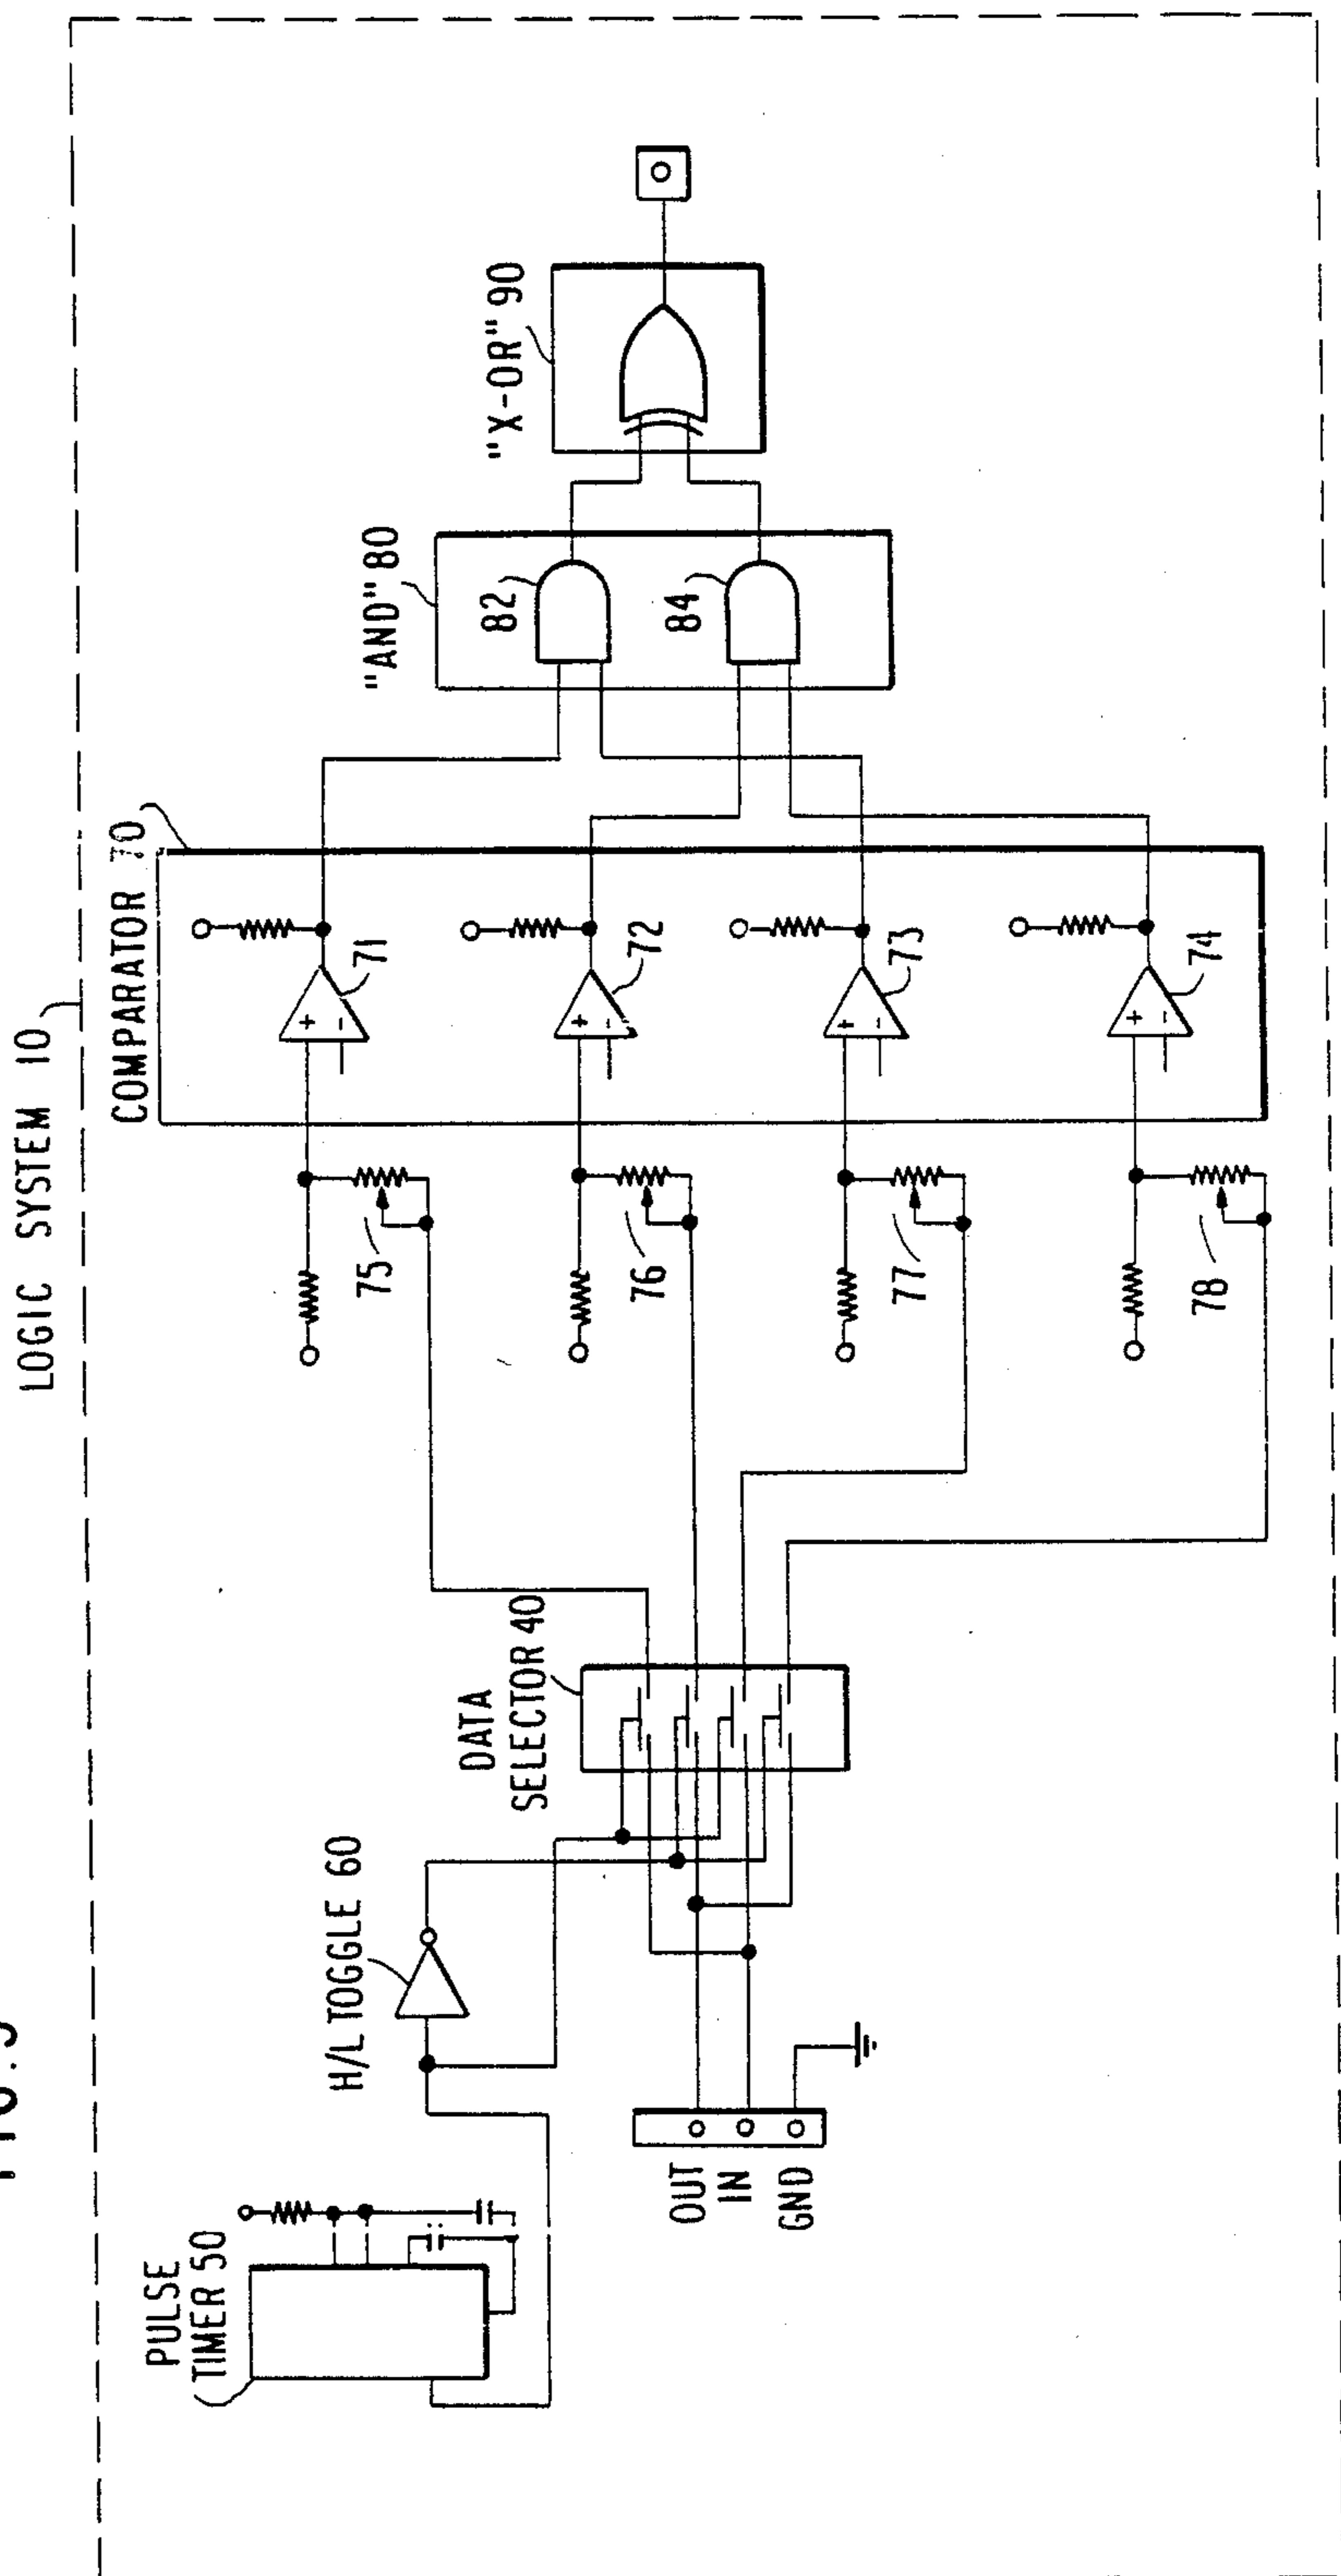 LOGIC SYSTEM 10
PULSE
TIMER 50
H/L TOGGLE 60
OUT
IN
GND
DATA
SELECTOR 40
75
76
77
78
COMPARATOR 70
+
−
71
+
−
72
+
−
73
+
−
74
"AND" 80
82
84
"X-OR" 90